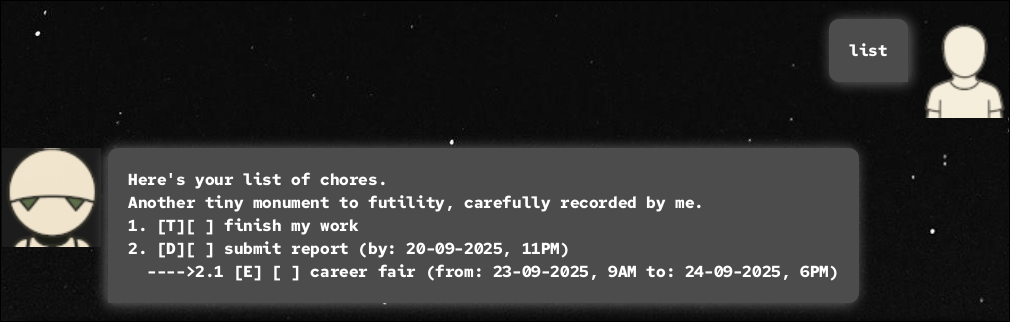 list
Here's your list of chores.
Another tiny monument to futility, carefully recorded by me.
1. [T][ ] finish my work
2. [D][ ] submit report (by: 20-09-2025, 11PM)
---->2.1 [E] [ ] career fair (from: 23-09-2025, 9AM to: 24-09-2025, 6PM)